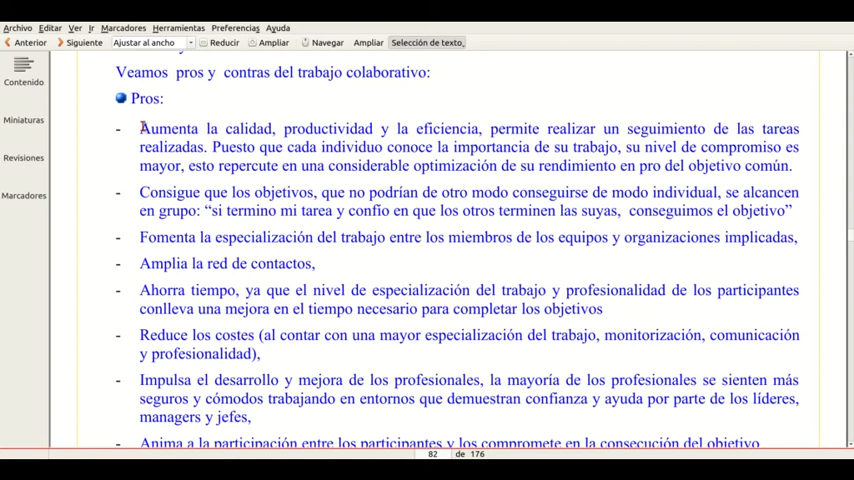 Archivo Editar Ver Ir Marcadores Herramientas Preferencias Ayuda
Anterior Siguiente Ajustar al ancho Reducir Ampliar Navegar Ampliar Selección de texto
Contenido
Miniaturas
Revisiones
Marcadores
Veamos pros y contras del trabajo colaborativo:
Pros:
- Aumenta la calidad, productividad y la eficiencia, permite realizar un seguimiento de las tareas
realizadas. Puesto que cada individuo conoce la importancia de su trabajo, su nivel de compromiso es
mayor, esto repercute en una considerable optimización de su rendimiento en pro del objetivo común.
- Consigue que los objetivos, que no podrían de otro modo conseguirse de modo individual, se alcancen
en grupo: “si termino mi tarea y confío en que los otros terminen las suyas, conseguimos el objetivo”
- Fomenta la especialización del trabajo entre los miembros de los equipos y organizaciones implicadas,
- Amplia la red de contactos,
- Ahorra tiempo, ya que el nivel de especialización del trabajo y profesionalidad de los participantes
conlleva una mejora en el tiempo necesario para completar los objetivos
- Reduce los costes (al contar con una mayor especialización del trabajo, monitorización, comunicación
y profesionalidad),
- Impulsa el desarrollo y mejora de los profesionales, la mayoría de los profesionales se sienten más
seguros y cómodos trabajando en entornos que demuestran confianza y ayuda por parte de los líderes,
managers y jefes,
- Anima a la participación entre los participantes y los compromete en la consecución del objetivo
82 de 176